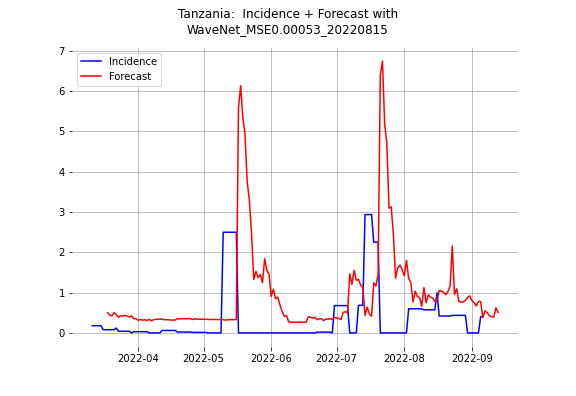 Tanzania:  Incidence + Forecast with
WaveNet_MSE0.00053_20220815
Incidence
Forecast
7
6
5
4
3
2
1
0
2022-04 2022-05 2022-06 2022-07 2022-08 2022-09